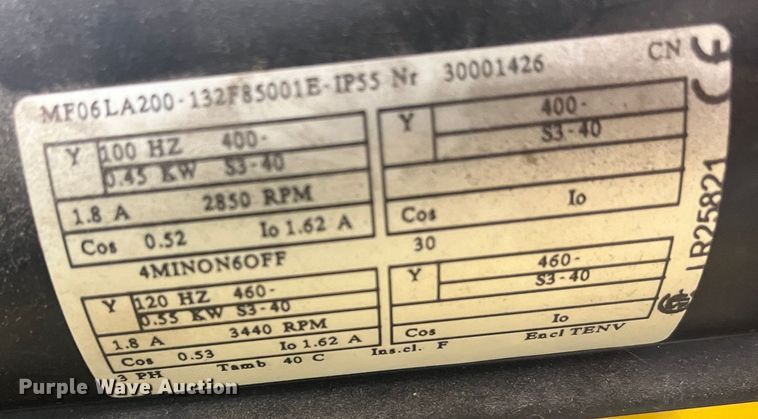 MF06LA200-132F85001E-IP55 Nr 30001426 CN CE
Y 100 HZ 400-
0.45 KW S3-40
1.8 A 2850 RPM
Cos 0.52 Io 1.62 A
Y 400-
S3-40
Cos Io
4MINON6OFF 30
Y 120 HZ 460-
0.55 KW S3-40
1.8 A 3440 RPM
Cos 0.53 Io 1.62 A
Y 460-
S3-40
Cos Io
3 PH Tamb 40 C Ins.cl. F Encl TENV
LR25821
Purple Wave Auction